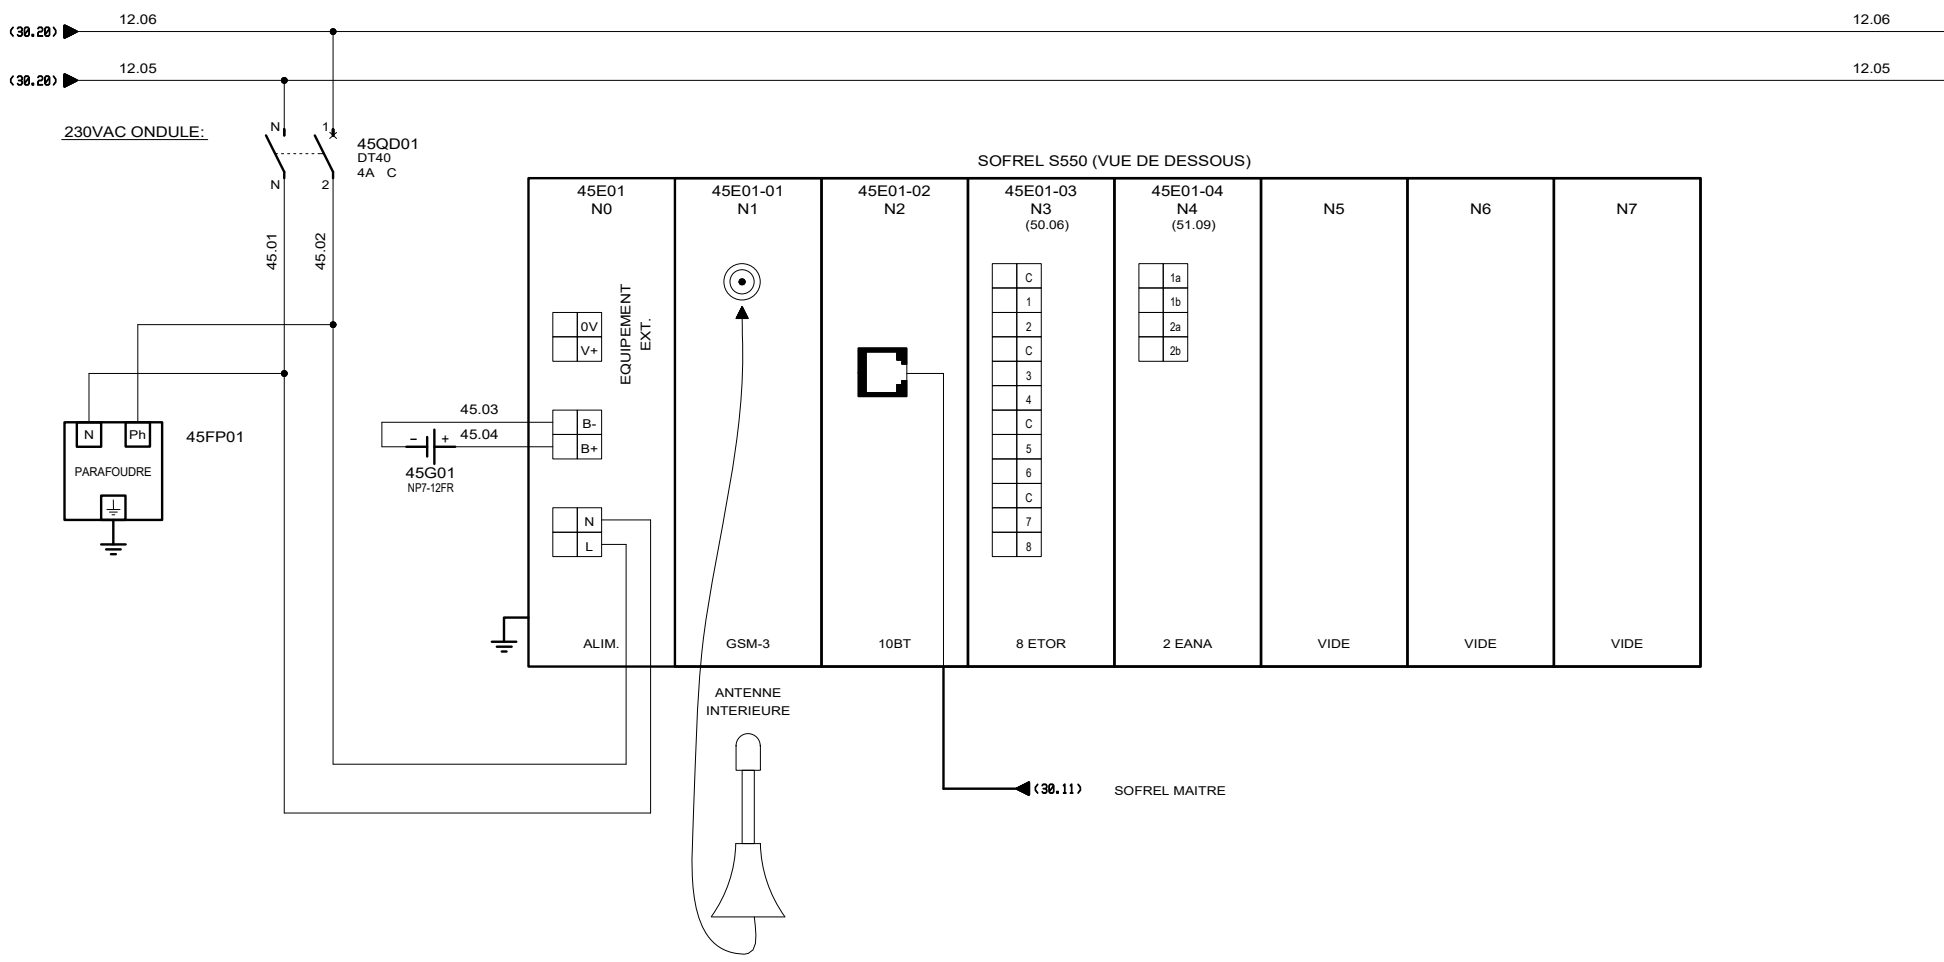 12.06
12.06
(30.20)
12.05
12.05
(30.20)
230VAC ONDULE:
N
1
45QD01
DT40
4A C
N
2
45.01
45.02
SOFREL S550 (VUE DE DESSOUS)
45E01
N0
45E01-01
N1
45E01-02
N2
45E01-03
N3
(50.06)
45E01-04
N4
(51.09)
N5
N6
N7
0V
V+
EQUIPEMENT
EXT.
C
1
2
C
3
4
C
5
6
C
7
8
1a
1b
2a
2b
45.03
B-
- + 45.04
B+
45G01
NP7-12FR
N
Ph
45FP01
PARAFOUDRE
N
L
ALIM.
GSM-3
10BT
8 ETOR
2 EANA
VIDE
VIDE
VIDE
ANTENNE
INTERIEURE
(30.11)
SOFREL MAITRE